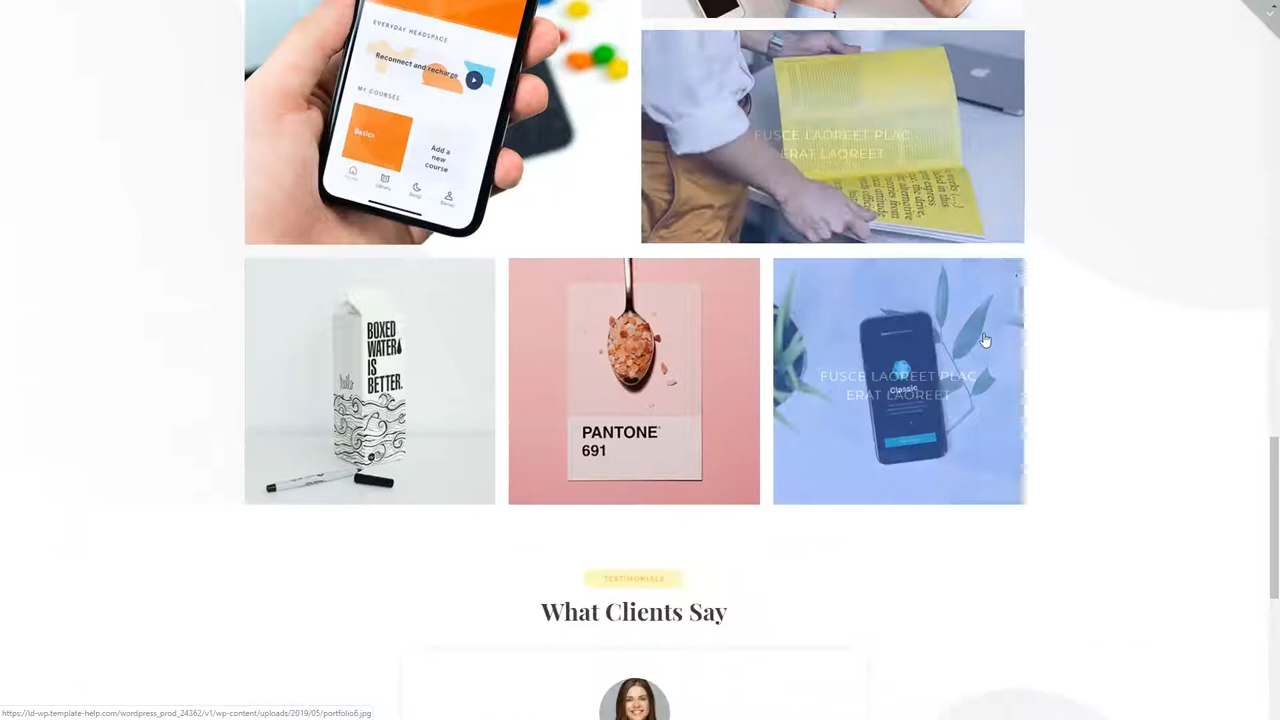 EVERYDAY HEADSPACE
Reconnect and recharge
MY COURSES
Basics
Add a
new
course
FUSCE LAOREET PLAC
ERAT LAOREET
BOXED
WATER
IS
BETTER.
PANTONE®
691
Classic
FUSCE LAOREET PLAC
ERAT LAOREET
TESTIMONIALS
What Clients Say
https://ld-wp.template-help.com/wordpress_prod_24362/v1/wp-content/uploads/2019/05/portfolio6.jpg